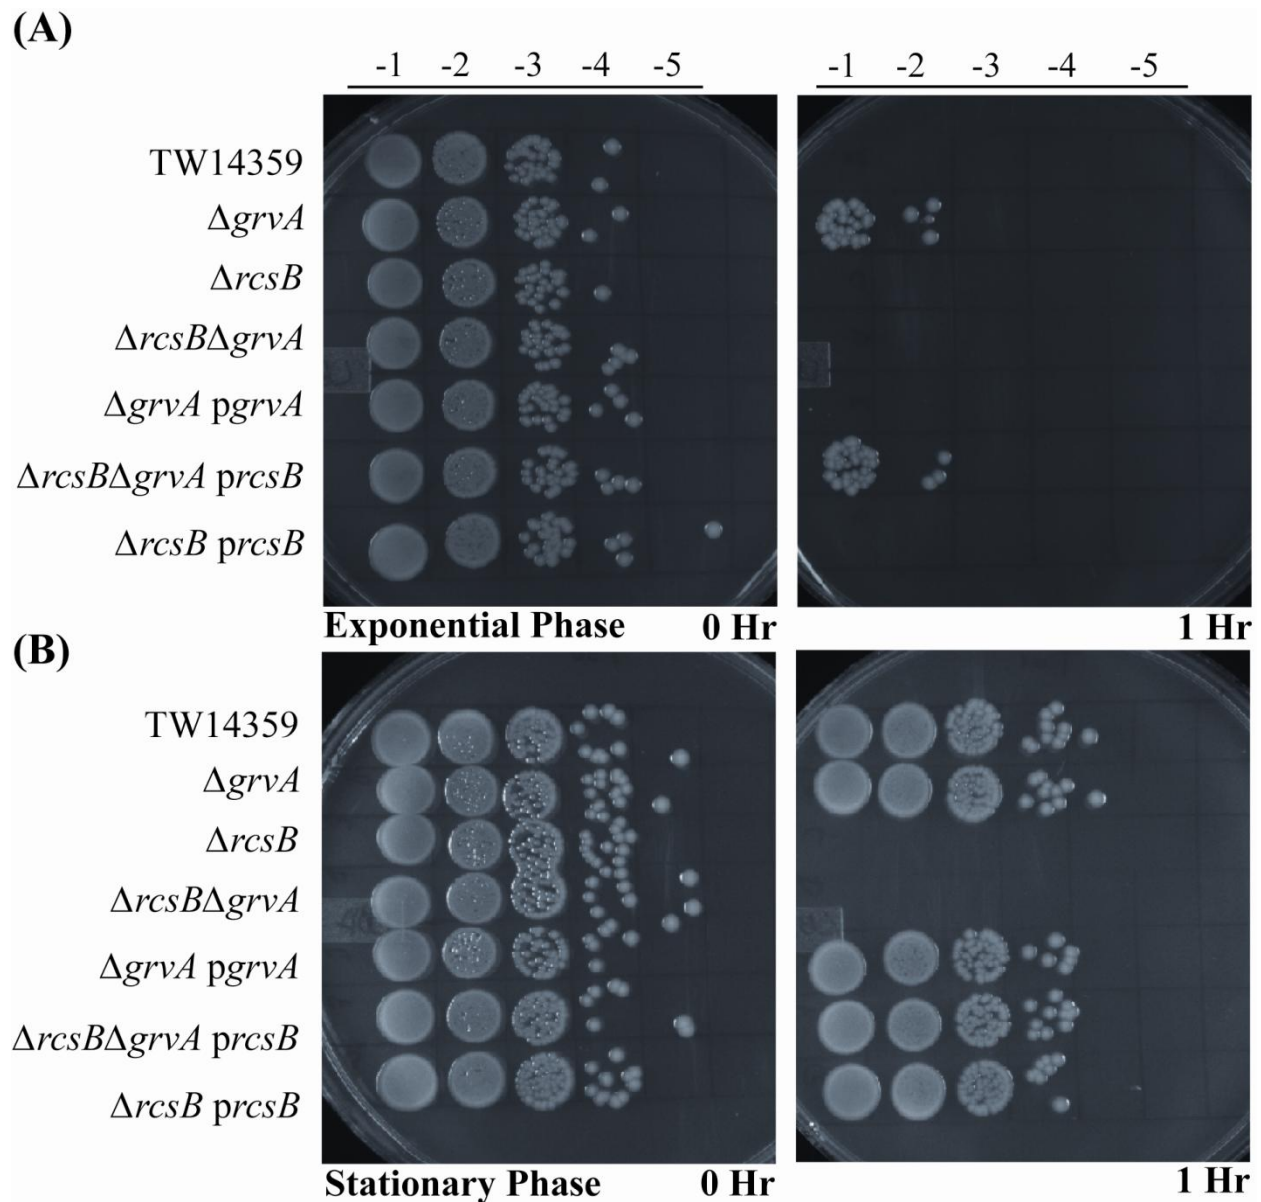 (A)
-1 -2 -3 -4 -5 -1 -2 -3 -4 -5
TW14359
ΔgrvA
ΔrcsB
ΔrcsBΔgrvA
ΔgrvA pgrvA
ΔrcsBΔgrvA prcsB
ΔrcsB prcsB
Exponential Phase 0 Hr 1 Hr
(B)
TW14359
ΔgrvA
ΔrcsB
ΔrcsBΔgrvA
ΔgrvA pgrvA
ΔrcsBΔgrvA prcsB
ΔrcsB prcsB
Stationary Phase 0 Hr 1 Hr